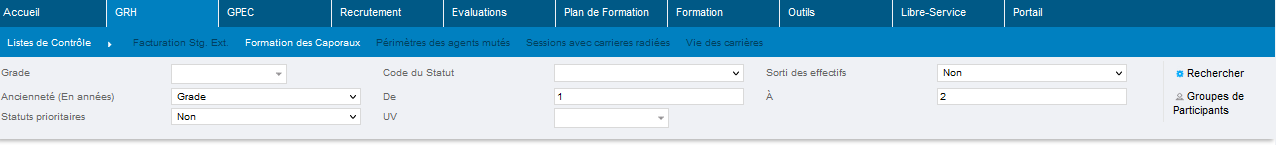 Accueil GRH GPEC Recrutement Evaluations Plan de Formation Formation Outils Libre-Service Portail
Listes de Contrôle Facturation Stg. Ext. Formation des Caporaux Périmètres des agents mutés Sessions avec carrieres radiées Vie des carrières
Grade Code du Statut Sorti des effectifs Non Rechercher
Ancienneté (En années) Grade De 1 À 2 Groupes de
Participants
Statuts prioritaires Non UV